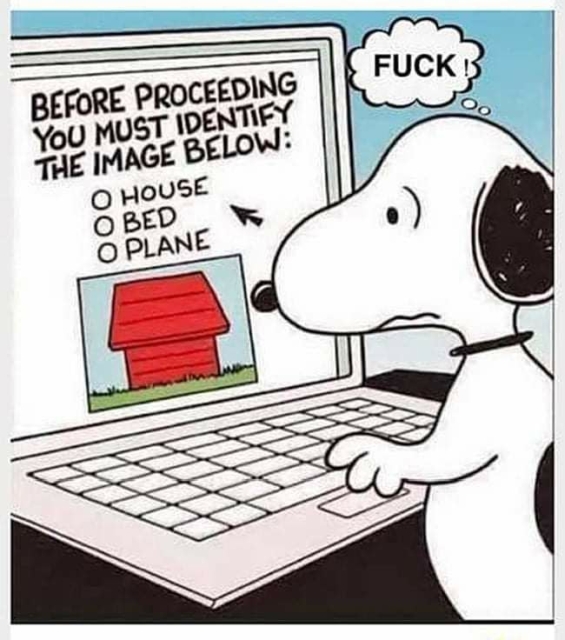 FUCK!
BEFORE PROCEEDING
YOU MUST IDENTIFY
THE IMAGE BELOW:
O HOUSE
O BED
O PLANE